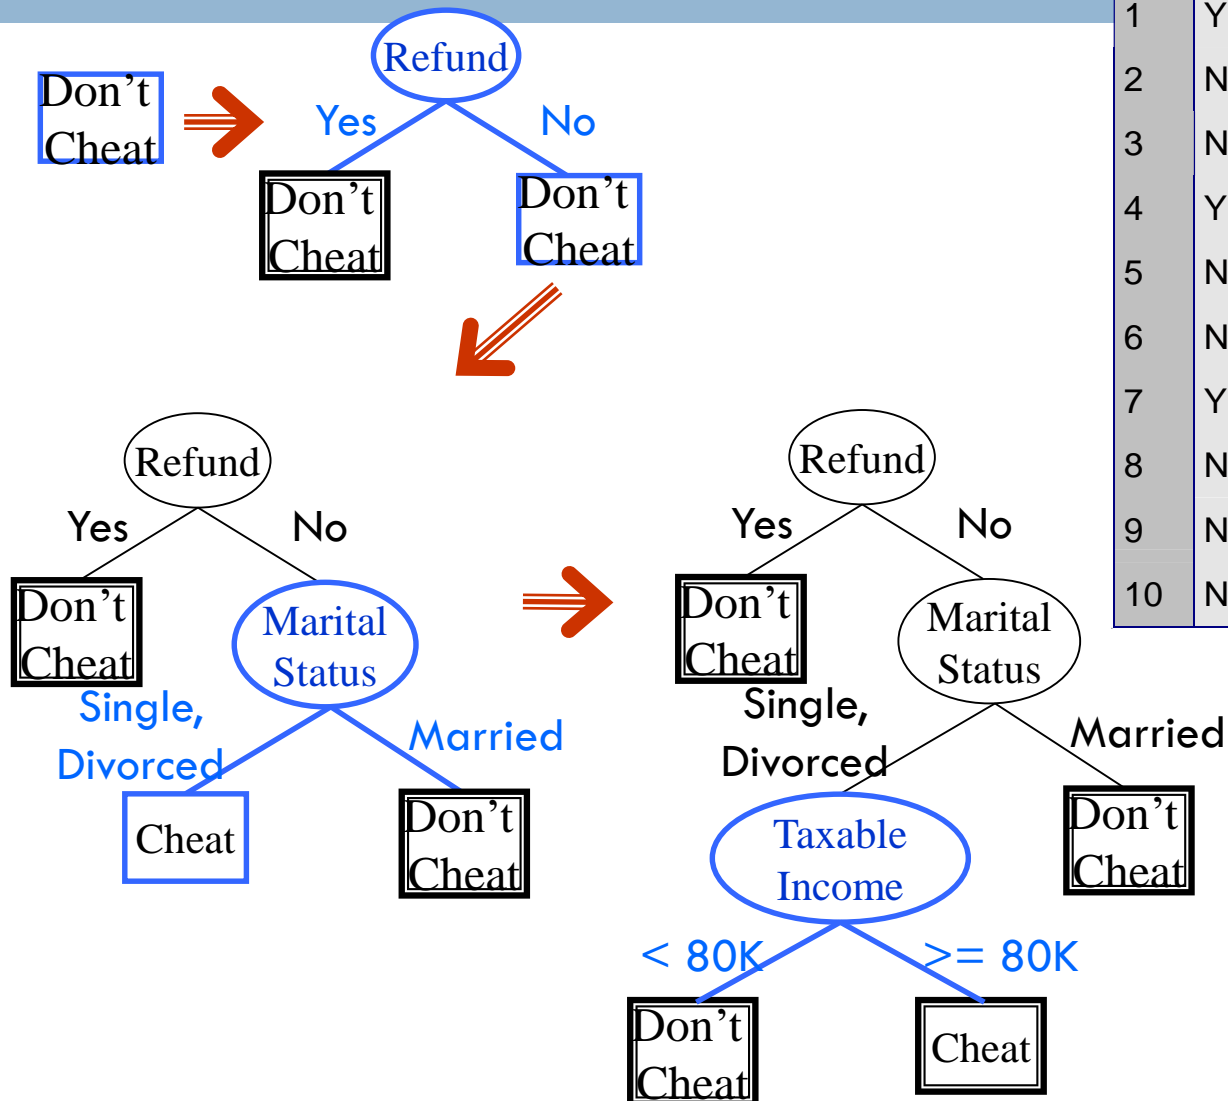 Refund
Don't
Cheat
Yes
No
Don't
Cheat
Don't
Cheat
Refund
Yes
No
Don't
Cheat
Marital
Status
Single,
Divorced
Married
Cheat
Don't
Cheat
Refund
Yes
No
Don't
Cheat
Marital
Status
Single,
Divorced
Married
Taxable
Income
Don't
Cheat
< 80K
>= 80K
Don't
Cheat
Cheat
1 Y
2 N
3 N
4 Y
5 N
6 N
7 Y
8 N
9 N
10 N